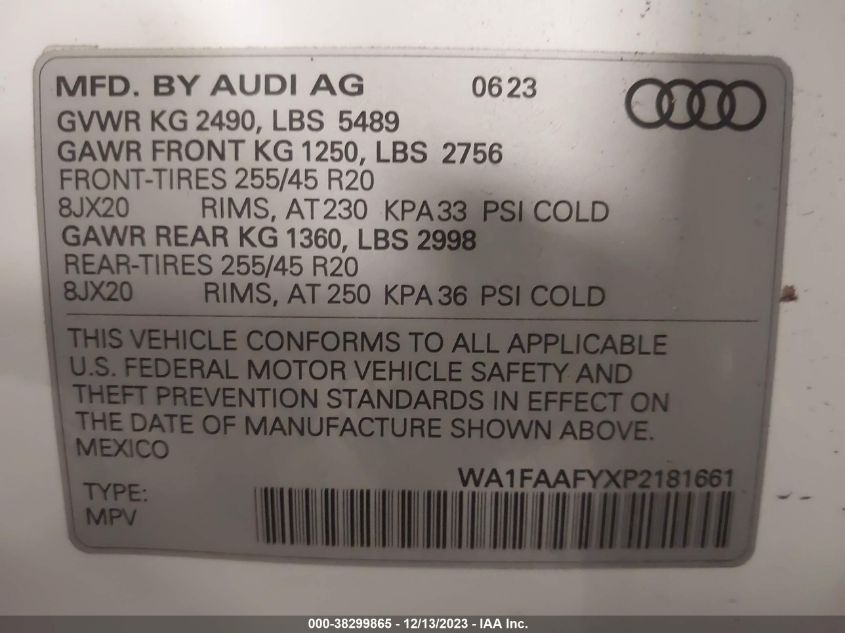 MFD. BY AUDI AG 0623
GVWR KG 2490, LBS 5489
GAWR FRONT KG 1250, LBS 2756
FRONT-TIRES 255/45 R20
8JX20 RIMS, AT 230 KPA 33 PSI COLD
GAWR REAR KG 1360, LBS 2998
REAR-TIRES 255/45 R20
8JX20 RIMS, AT 250 KPA 36 PSI COLD
THIS VEHICLE CONFORMS TO ALL APPLICABLE
U.S. FEDERAL MOTOR VEHICLE SAFETY AND
THEFT PREVENTION STANDARDS IN EFFECT ON
THE DATE OF MANUFACTURE SHOWN ABOVE.
MEXICO
WA1FAAFYXP2181661
TYPE:
MPV
000-38299865 - 12/13/2023 - IAA Inc.